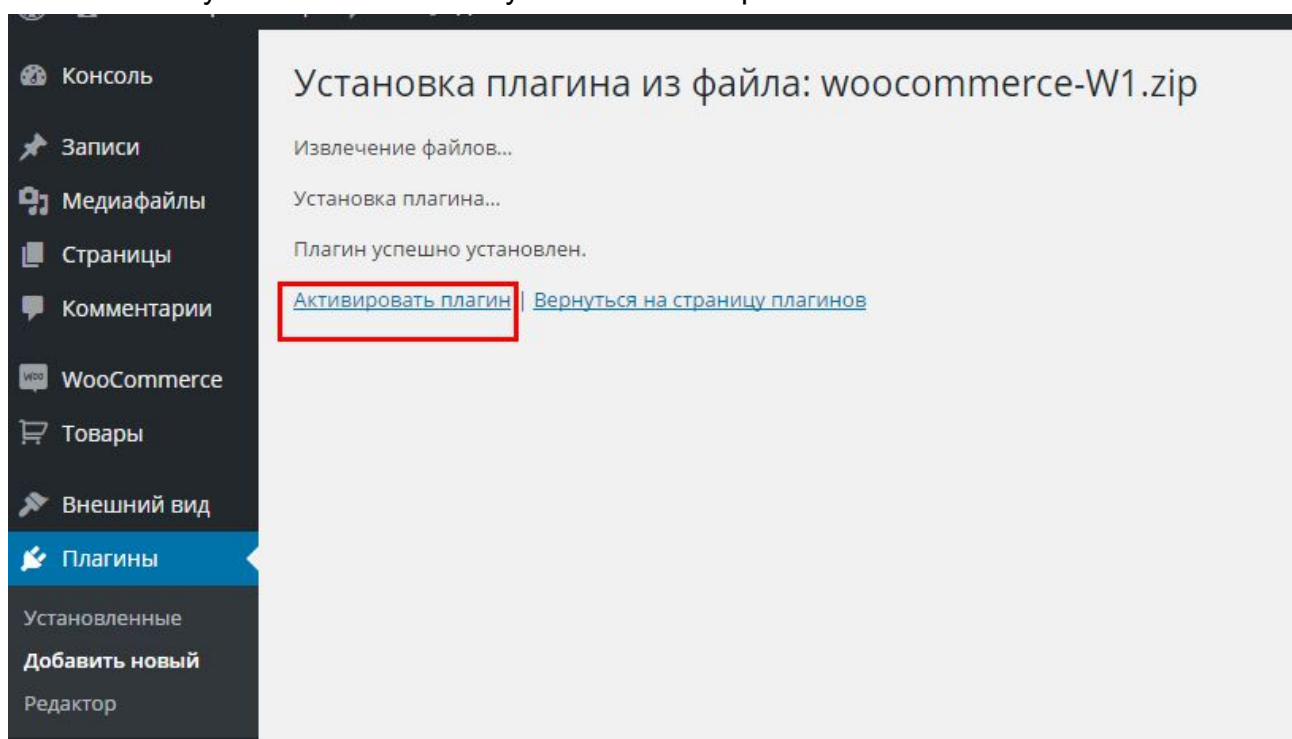 Консоль
Установка плагина из файла: woocommerce-W1.zip
Записи
Извлечение файлов...
Медиафайлы
Установка плагина...
Страницы
Плагин успешно установлен.
Комментарии
Активировать плагин | Вернуться на страницу плагинов
Woo WooCommerce
Товары
Внешний вид
Плагины
Установленные
Добавить новый
Редактор